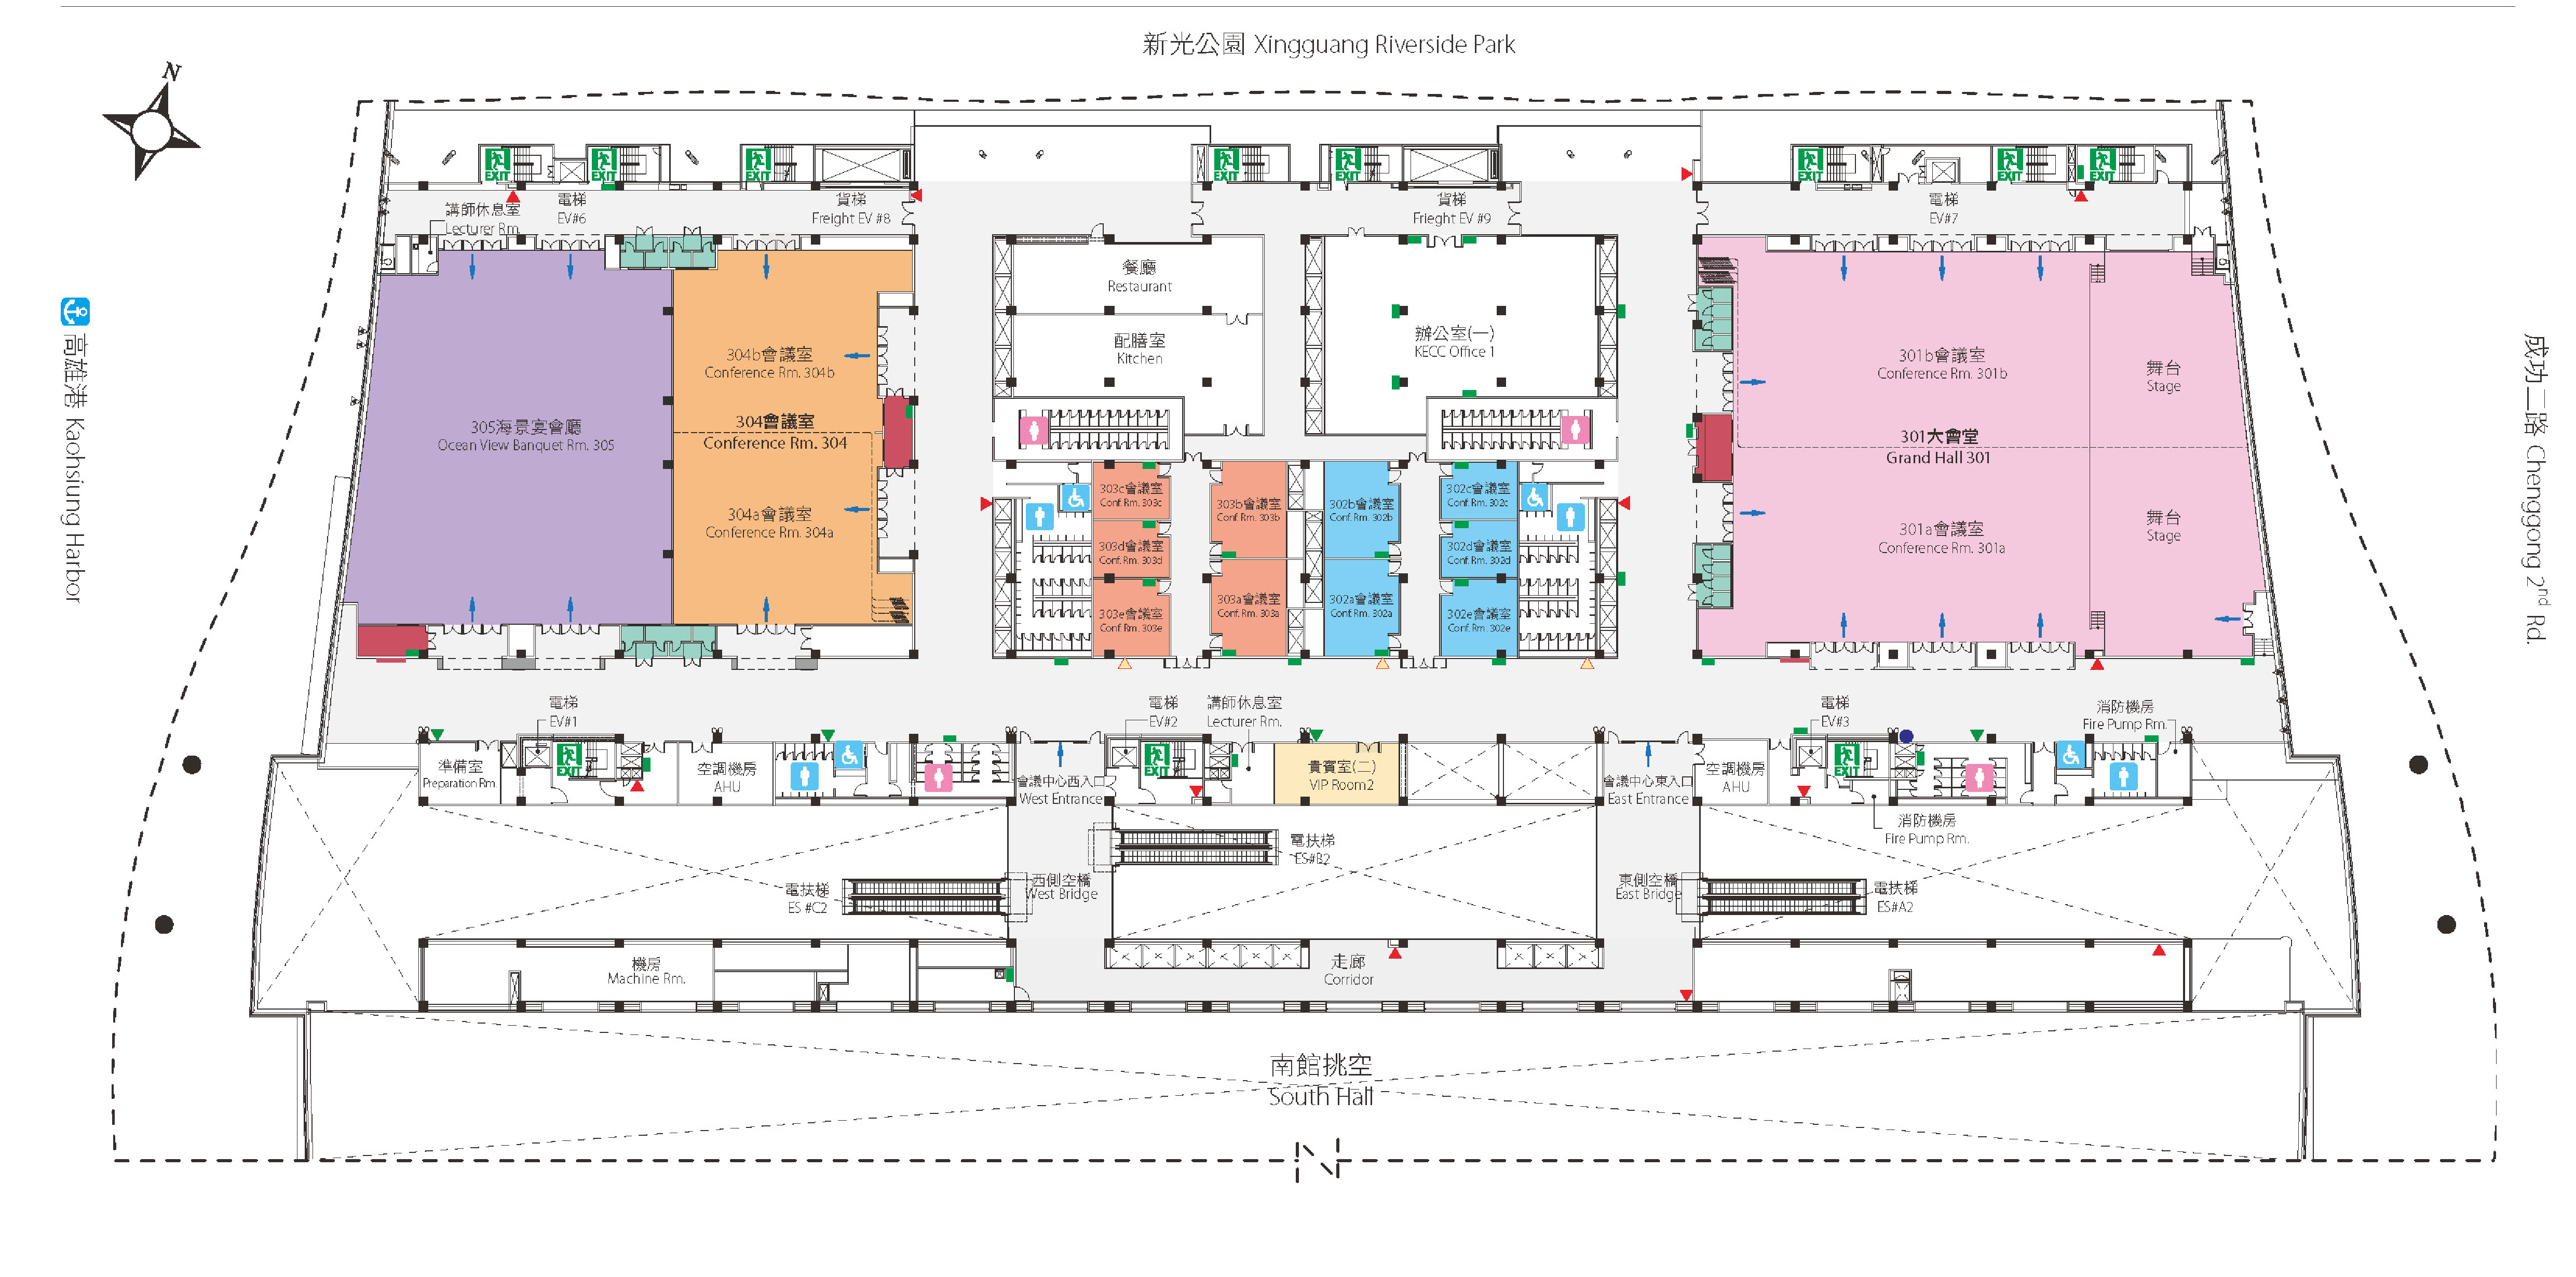 新光公園 Xingguang Riverside Park
N
EXIT
EXIT
EXIT
EXIT
EXIT
EXIT
EXIT
EXIT
講師休息室
Lecturer Rm.
電梯
EV#6
貨梯
Freight EV #8
貨梯
Frieght EV #9
電梯
EV#7
餐廳
Restaurant
配膳室
Kitchen
辦公室(一)
KECC Office 1
304b會議室
Conference Rm. 304b
304會議室
Conference Rm. 304
304a會議室
Conference Rm. 304a
305海景宴會廳
Ocean View Banquet Rm. 305
301b會議室
Conference Rm. 301b
301大會堂
Grand Hall 301
301a會議室
Conference Rm. 301a
舞台
Stage
舞台
Stage
高雄港 Kaohsiung Harbor
成功二路 Chenggong 2nd Rd.
303c會議室
Conf. Rm. 303c
303d會議室
Conf. Rm. 303d
303e會議室
Conf. Rm. 303e
303b會議室
Conf. Rm. 303b
303a會議室
Conf. Rm. 303a
302b會議室
Conf. Rm. 302b
302a會議室
Conf. Rm. 302a
302c會議室
Conf. Rm. 302c
302d會議室
Conf. Rm. 302d
302e會議室
Conf. Rm. 302e
電梯
EV#1
電梯
EV#2
講師休息室
Lecturer Rm.
電梯
EV#3
消防機房
Fire Pump Rm.
準備室
Preparation Rm.
EXIT
空調機房
AHU
會議中心西入口
West Entrance
EXIT
貴賓室(二)
VIP Room2
會議中心東入口
East Entrance
空調機房
AHU
EXIT
消防機房
Fire Pump Rm.
電扶梯
ES#B2
電扶梯
ES #C2
西側空橋
West Bridge
東側空橋
East Bridge
電扶梯
ES#A2
機房
Machine Rm.
走廊
Corridor
南館挑空
South Hall